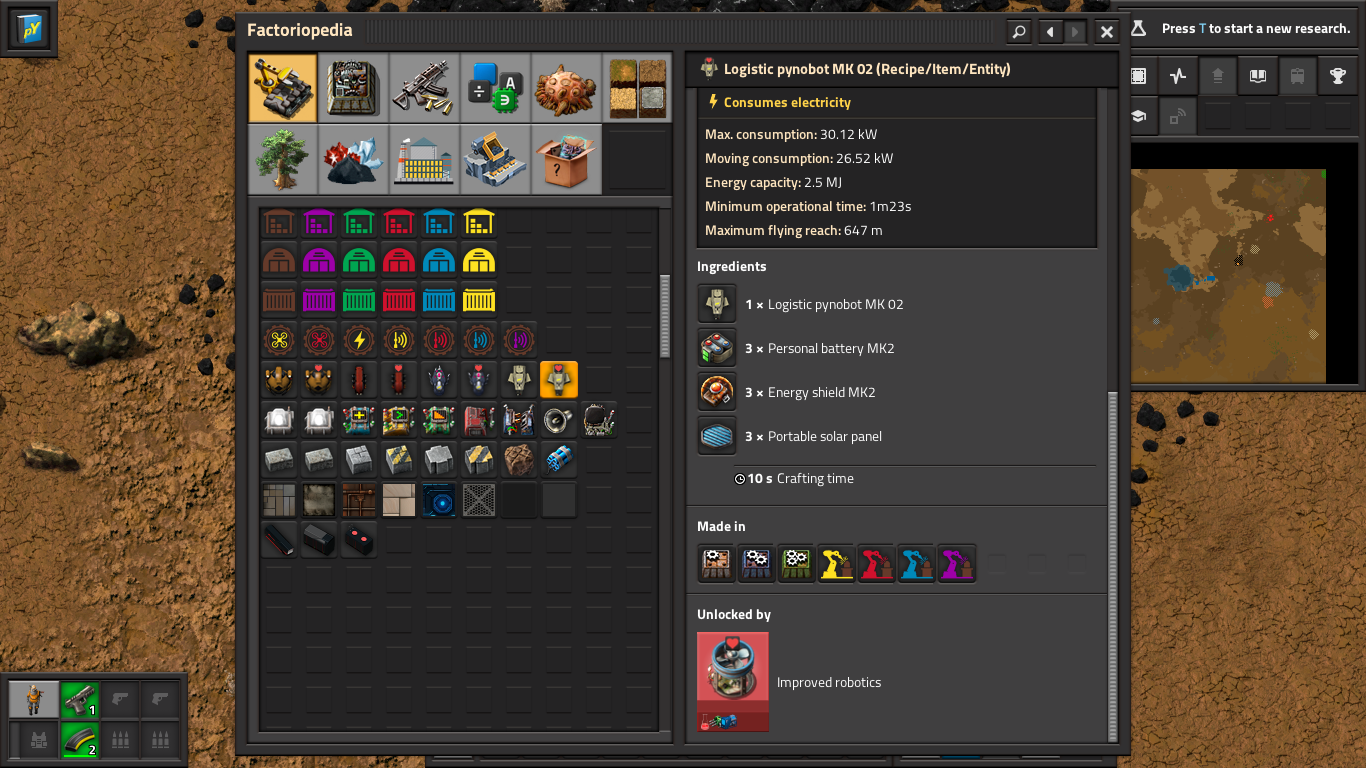 pY
Factoriopedia
Press T to start a new research.
A
?
Logistic pynobot MK 02 (Recipe/Item/Entity)
Consumes electricity
Max. consumption: 30.12 kW
Moving consumption: 26.52 kW
Energy capacity: 2.5 MJ
Minimum operational time: 1m23s
Maximum flying reach: 647 m
Ingredients
1 × Logistic pynobot MK 02
3 × Personal battery MK2
3 × Energy shield MK2
3 × Portable solar panel
10 s Crafting time
Made in
Unlocked by
Improved robotics
1
2